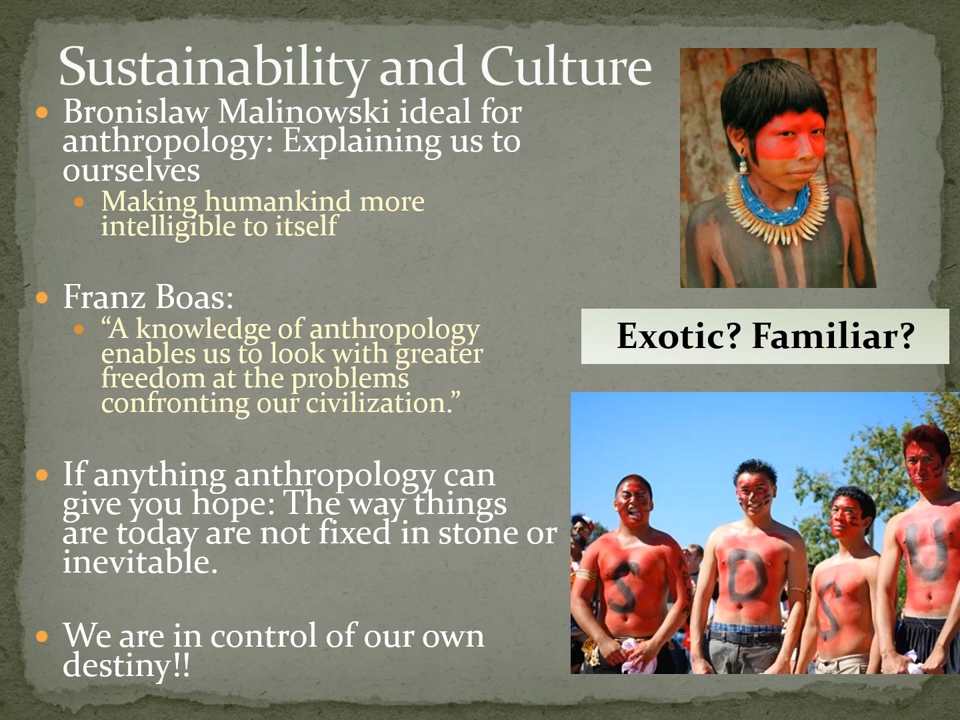 Sustainability and Culture
Bronislaw Malinowski ideal for
anthropology: Explaining us to
ourselves
Making humankind more
intelligible to itself
Franz Boas:
“A knowledge of anthropology
enables us to look with greater
freedom at the problems
confronting our civilization.”
If anything anthropology can
give you hope: The way things
are today are not fixed in stone or
inevitable.
We are in control of our own
destiny!!
Exotic? Familiar?
S D S U